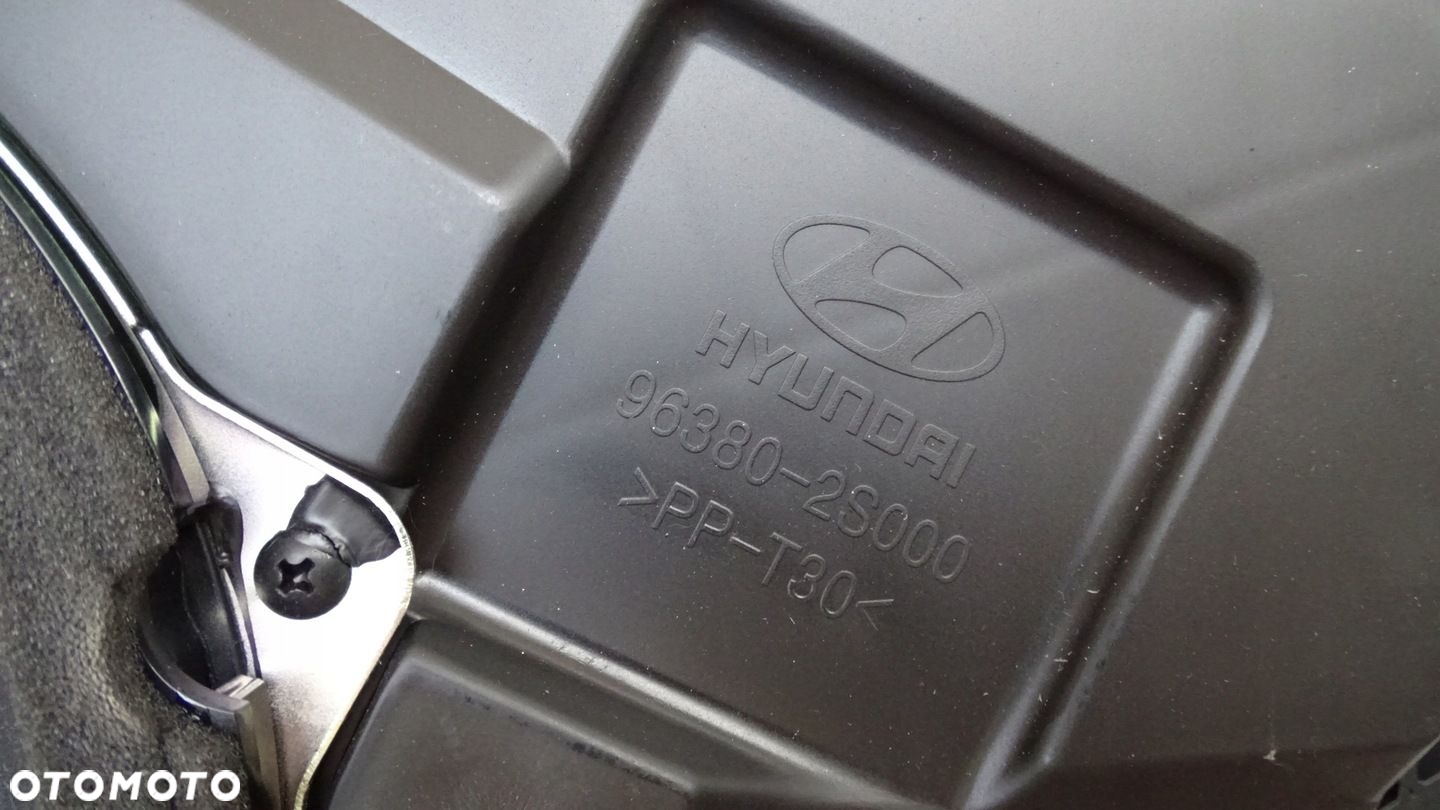 HYUNDAI
96380-2S000
>PP-T30<
OTOMOTO